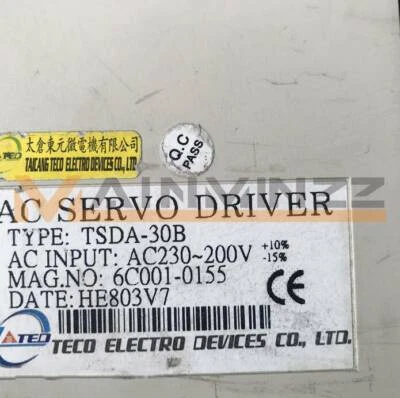 太倉東元微電機有限公司
TAICANG TECO ELECTRO DEVICES CO., LTD.
Q.C
PASS
MAINVINZZ
AC SERVO DRIVER
TYPE: TSDA-30B
AC INPUT: AC230~200V +10% -15%
MAG.NO: 6C001-0155
DATE: HE803V7
CE
TECO ELECTRO DEVICES CO., LTD.